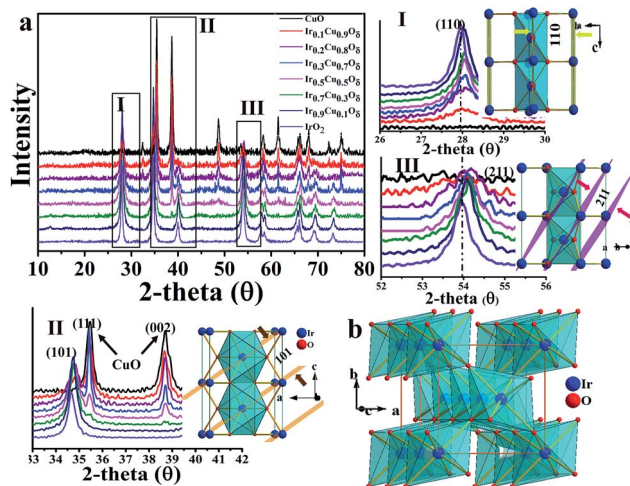 a
I
II
III
CuO
Ir0.1Cu0.9Oδ
Ir0.2Cu0.8Oδ
Ir0.3Cu0.7Oδ
Ir0.5Cu0.5Oδ
Ir0.7Cu0.3Oδ
Ir0.9Cu0.1Oδ
IrO2
Intensity
10 20 30 40 50 60 70 80
2-theta (θ)
I
(110)
110
b a
c
26 27 28 29 30
2-theta (θ)
III
(211)
211
a b
52 53 54 55 56
2-theta (θ)
II
(101)
(111)
(002)
CuO
Ir
O
101
c
a
33 34 35 36 37 38 39 40 41 42
2-theta (θ)
b
b
c a
Ir
O